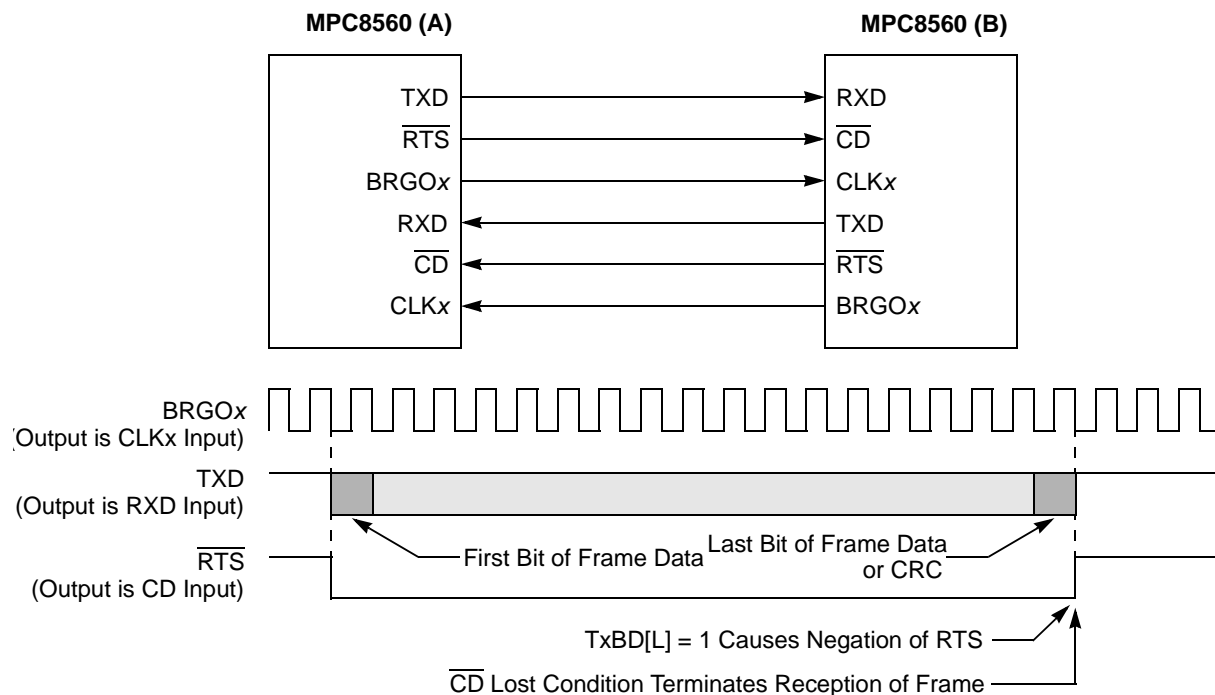 MPC8560 (A)
MPC8560 (B)
TXD
RXD
RTS
CD
BRGOx
CLKx
RXD
TXD
CD
RTS
CLKx
BRGOx
BRGOx
(Output is CLKx Input)
TXD
(Output is RXD Input)
First Bit of Frame Data
Last Bit of Frame Data
or CRC
RTS
(Output is CD Input)
TxBD[L] = 1 Causes Negation of RTS
CD Lost Condition Terminates Reception of Frame